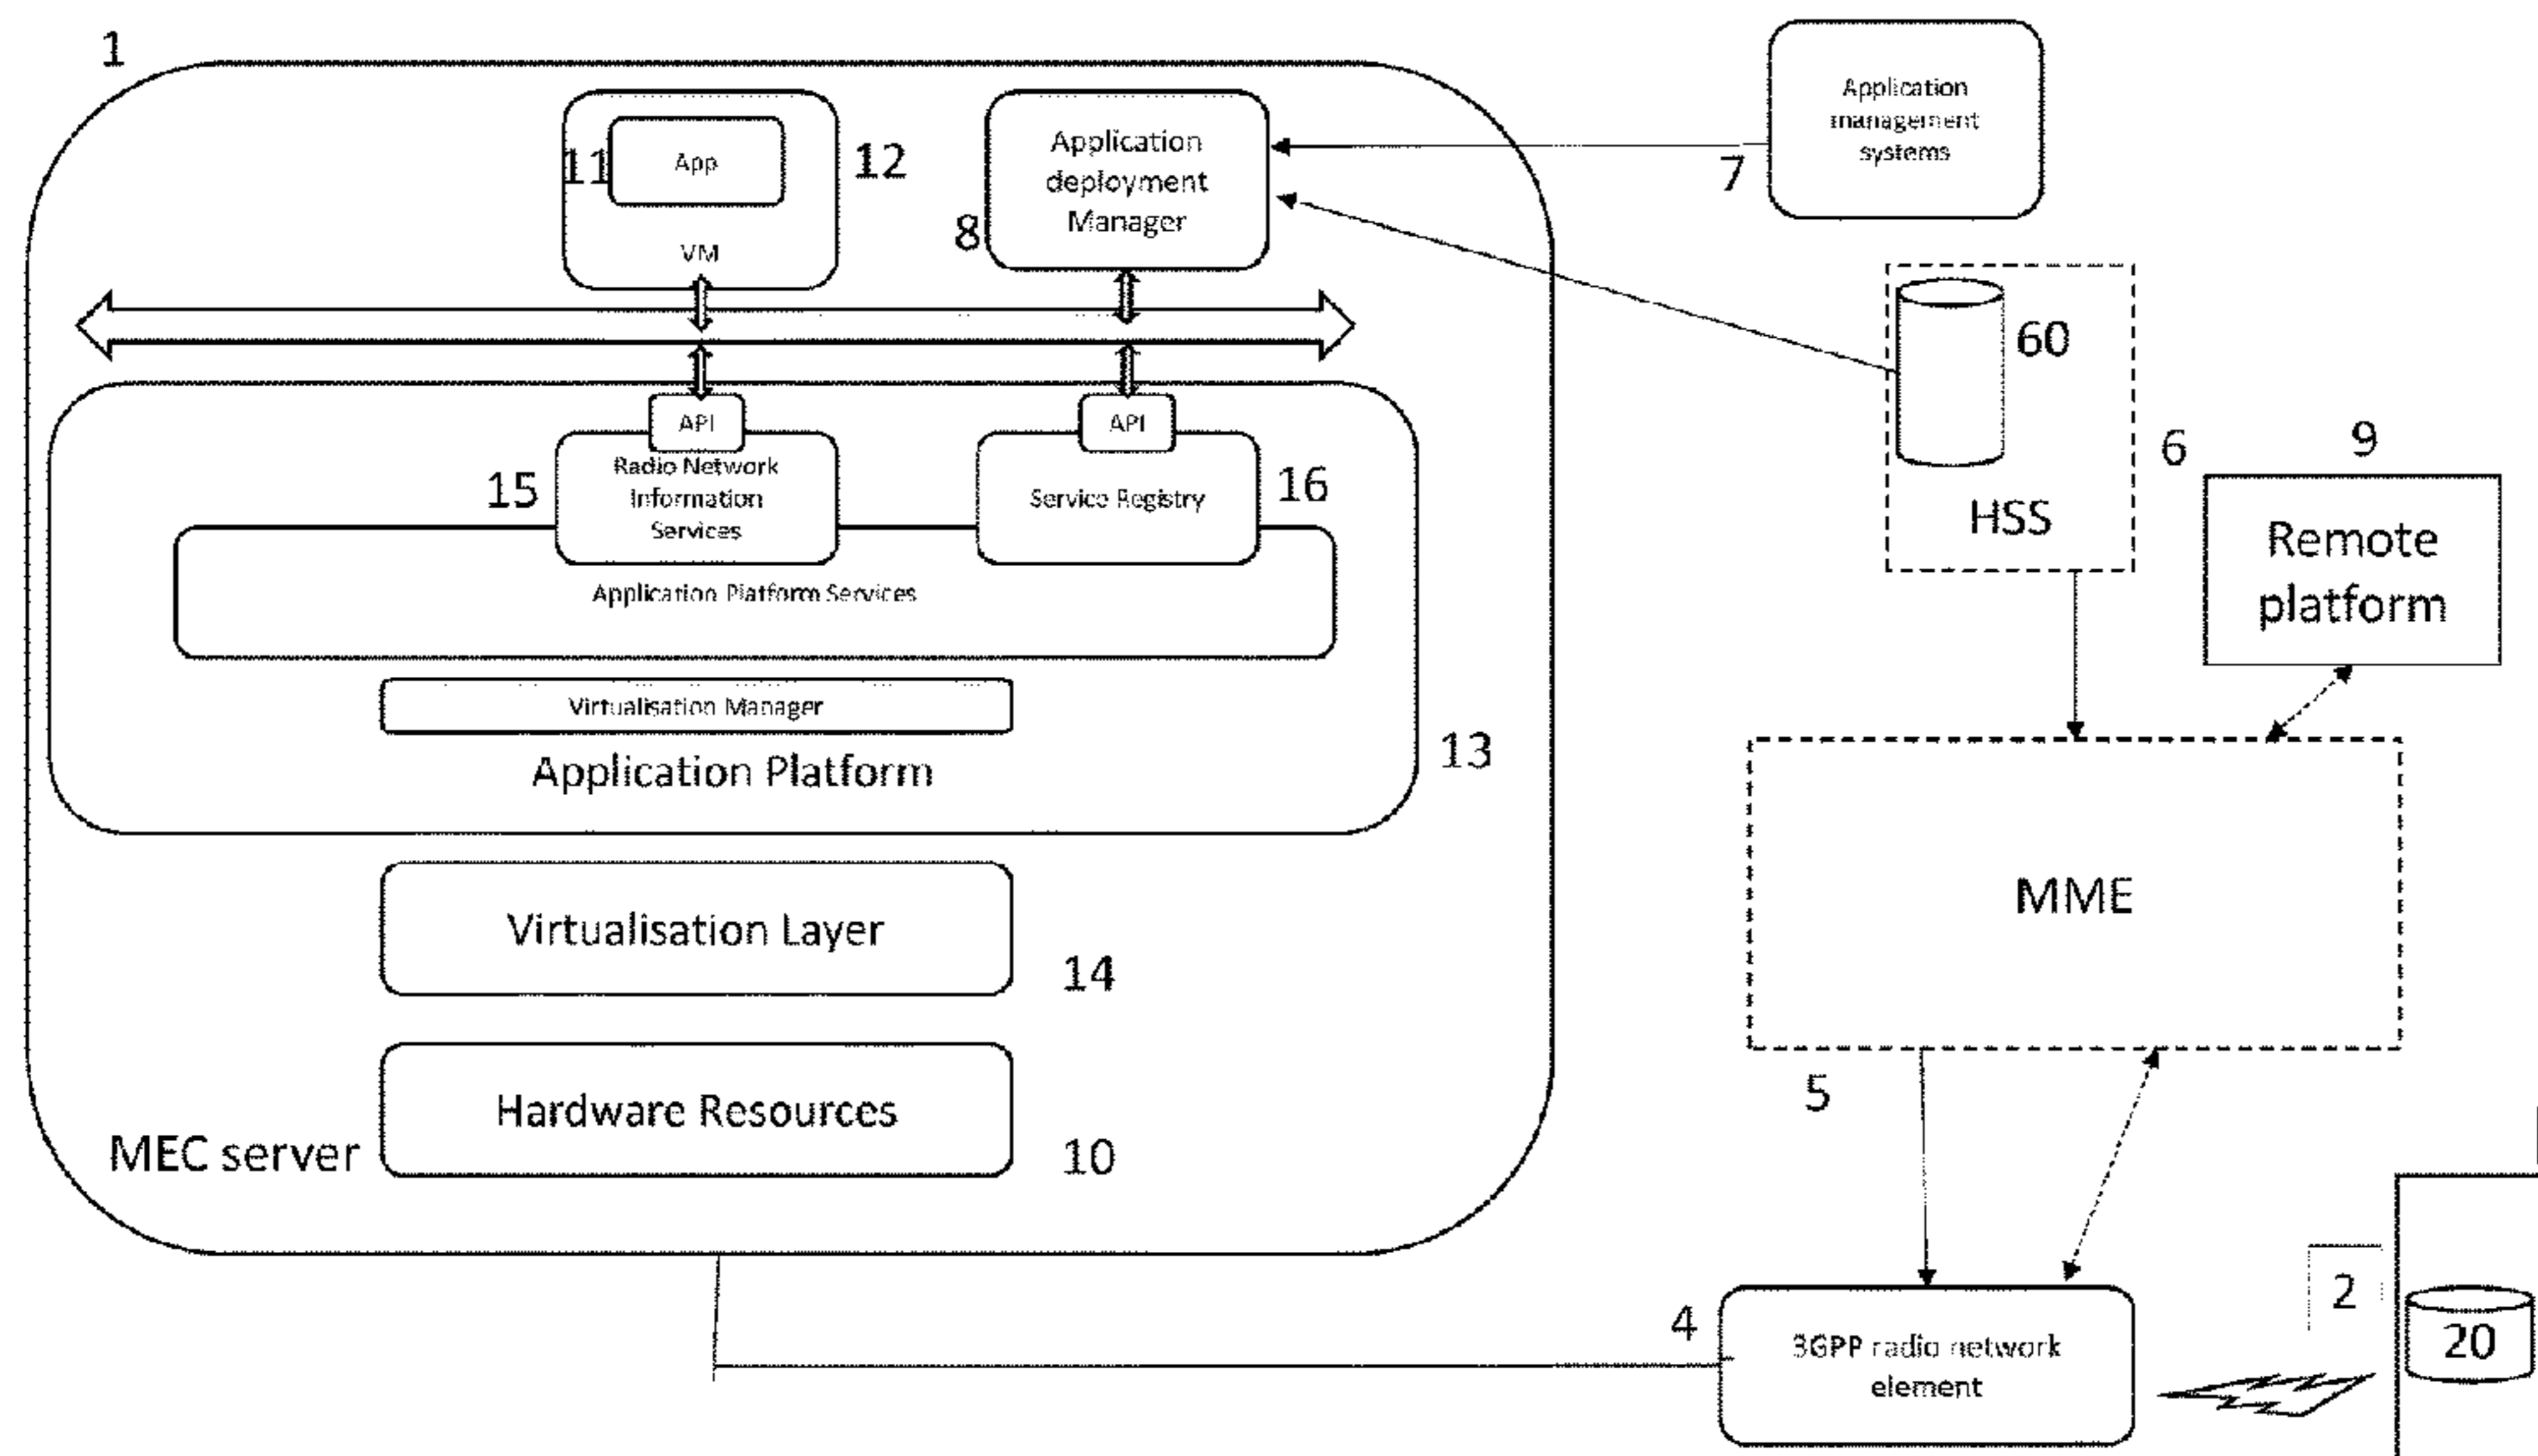 1
11
App
VM
12
Application
deployment
Manager
8
Application
management
systems
7
60
HSS
6
9
Remote
platform
API
Radio Network
Information
Services
15
API
Service Registry
16
Application Platform Services
Virtualisation Manager
Application Platform
13
Virtualisation Layer
14
Hardware Resources
10
MEC server
MME
5
4
3GPP radio network
element
2
20